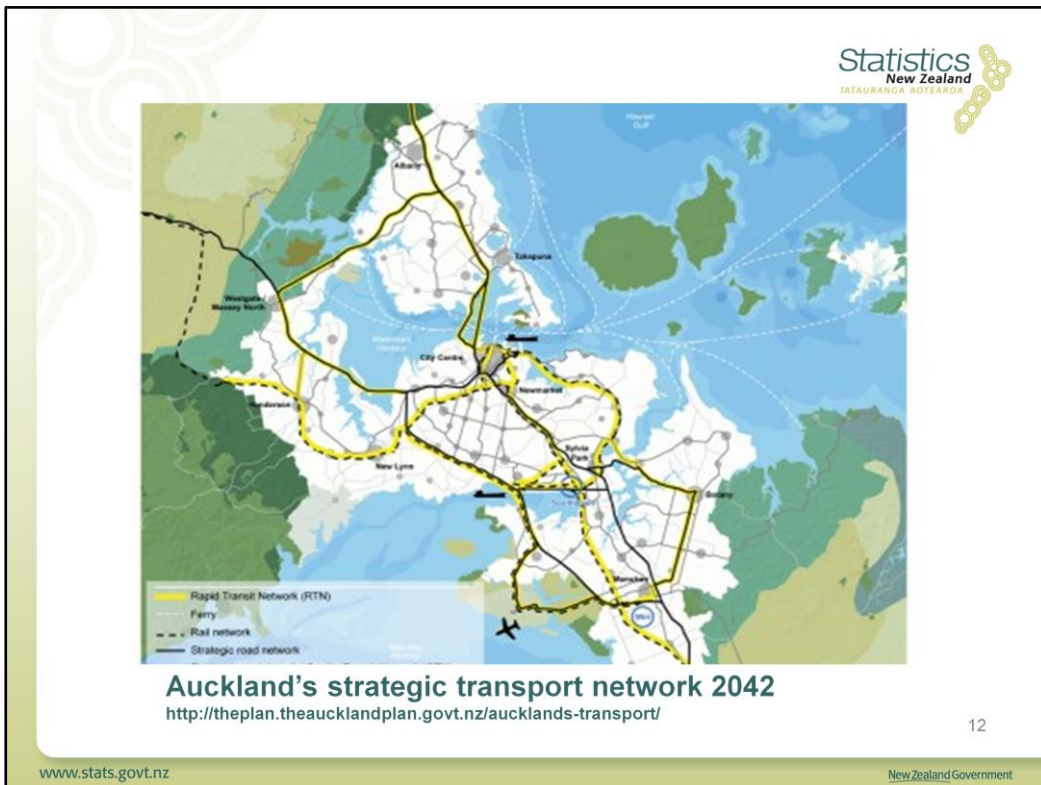 Statistics
New Zealand
TATAURANGA AOTEAROA
Albany
Takapuna
Westgate
Massey North
City Centre
Newmarket
Henderson
Sylvia
Park
New Lynn
Botany
Manukau
Rapid Transit Network (RTN)
Ferry
Rail network
Strategic road network
Auckland's strategic transport network 2042
http://theplan.theaucklandplan.govt.nz/aucklands-transport/
12
www.stats.govt.nz
New Zealand Government